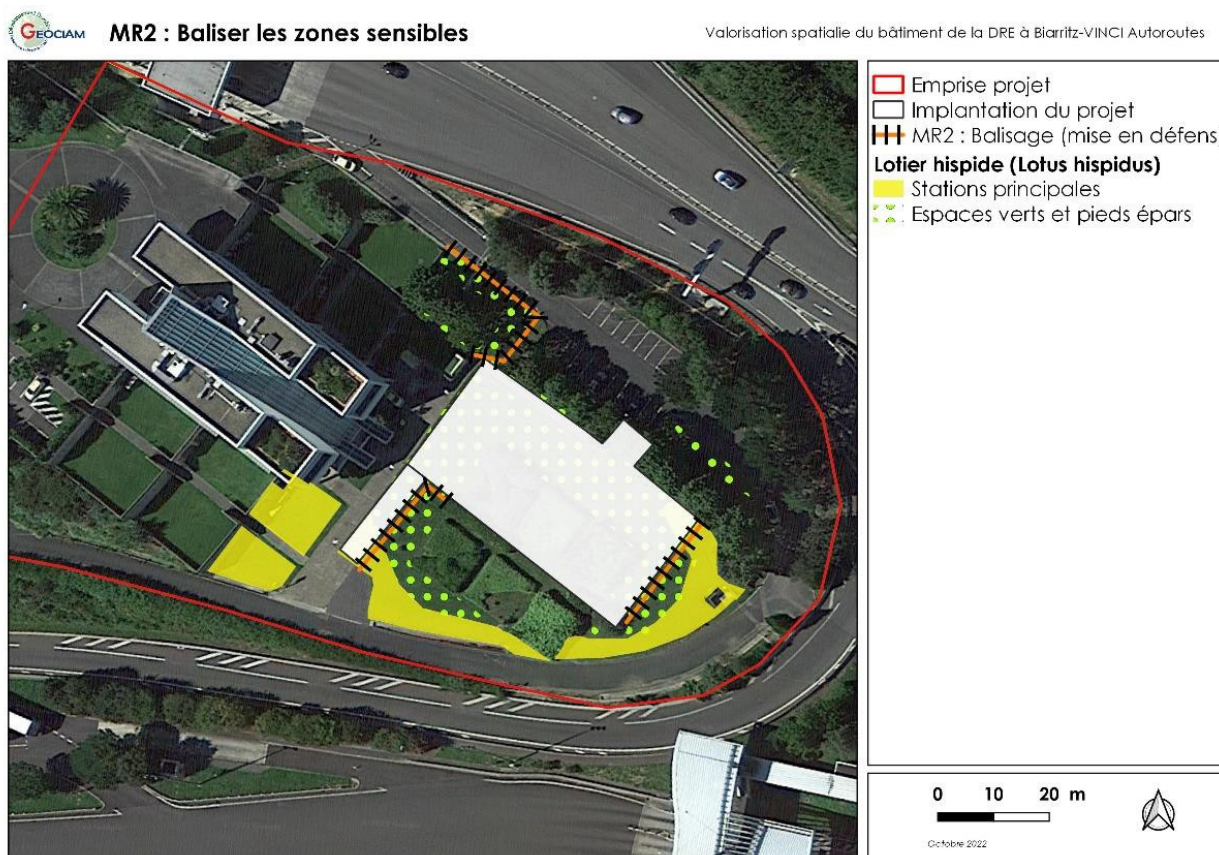 GEOCIAM
MR2 : Baliser les zones sensibles
Valorisation spatialie du bâtiment de la DRE à Biarritz-VINCI Autoroutes
Emprise projet
Implantation du projet
MR2 : Balisage (mise en défens
Lotier hispide (Lotus hispidus)
Stations principales
Espaces verts et pieds épars
0 10 20 m
Octobre 2022